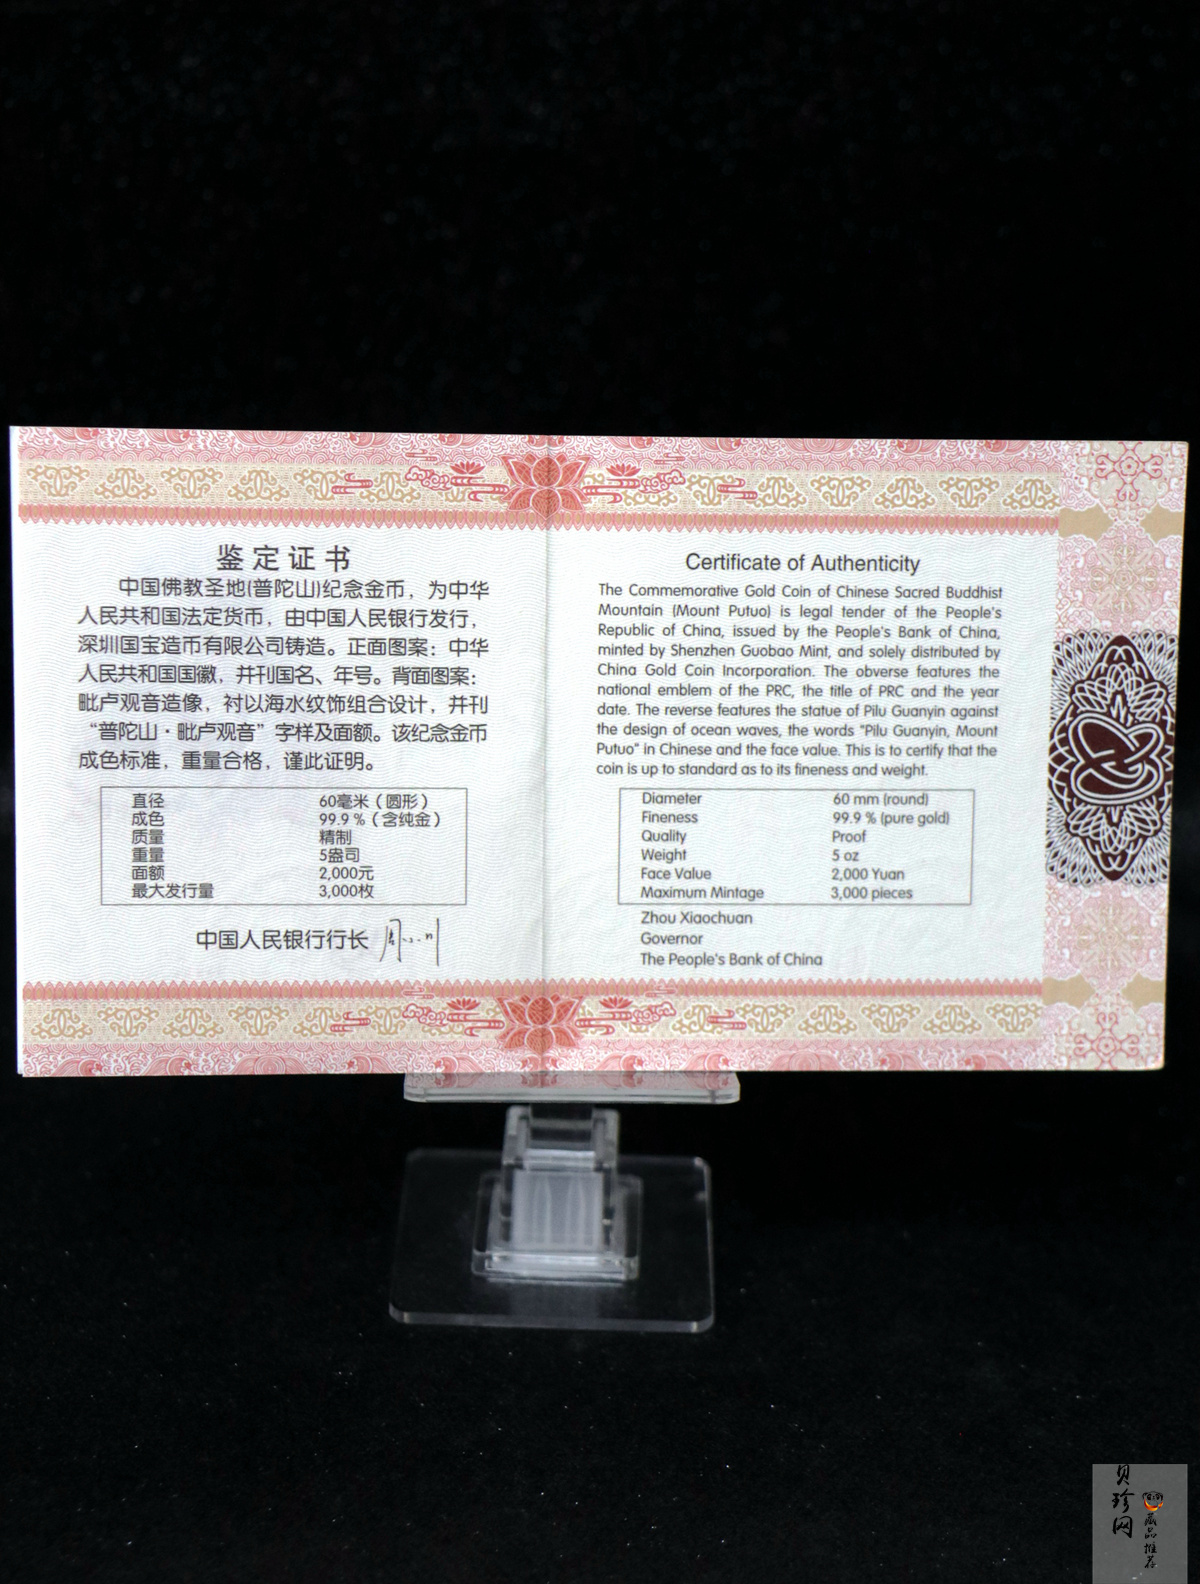 鉴定证书
中国佛教圣地(普陀山)纪念金币，为中华
人民共和国法定货币，由中国人民银行发行，
深圳国宝造币有限公司铸造。正面图案：中华
人民共和国国徽，并刊国名、年号。背面图案：
毗卢观音造像，衬以海水纹饰组合设计，并刊
“普陀山·毗卢观音”字样及面额。该纪念金币
成色标准，重量合格，谨此证明。
直径 60毫米（圆形）
成色 99.9％（含纯金）
质量 精制
重量 5盎司
面额 2,000元
最大发行量 3,000枚
中国人民银行行长
Certificate of Authenticity
The Commemorative Gold Coin of Chinese Sacred Buddhist
Mountain (Mount Putuo) is legal tender of the People's
Republic of China, issued by the People's Bank of China,
minted by Shenzhen Guobao Mint, and solely distributed by
China Gold Coin Incorporation. The obverse features the
national emblem of the PRC, the title of PRC and the year
date. The reverse features the statue of Pilu Guanyin against
the design of ocean waves, the words "Pilu Guanyin, Mount
Putuo" in Chinese and the face value. This is to certify that the
coin is up to standard as to its fineness and weight.
Diameter 60 mm (round)
Fineness 99.9 % (pure gold)
Quality Proof
Weight 5 oz
Face Value 2,000 Yuan
Maximum Mintage 3,000 pieces
Zhou Xiaochuan
Governor
The People's Bank of China
贝珍网
藏品推荐